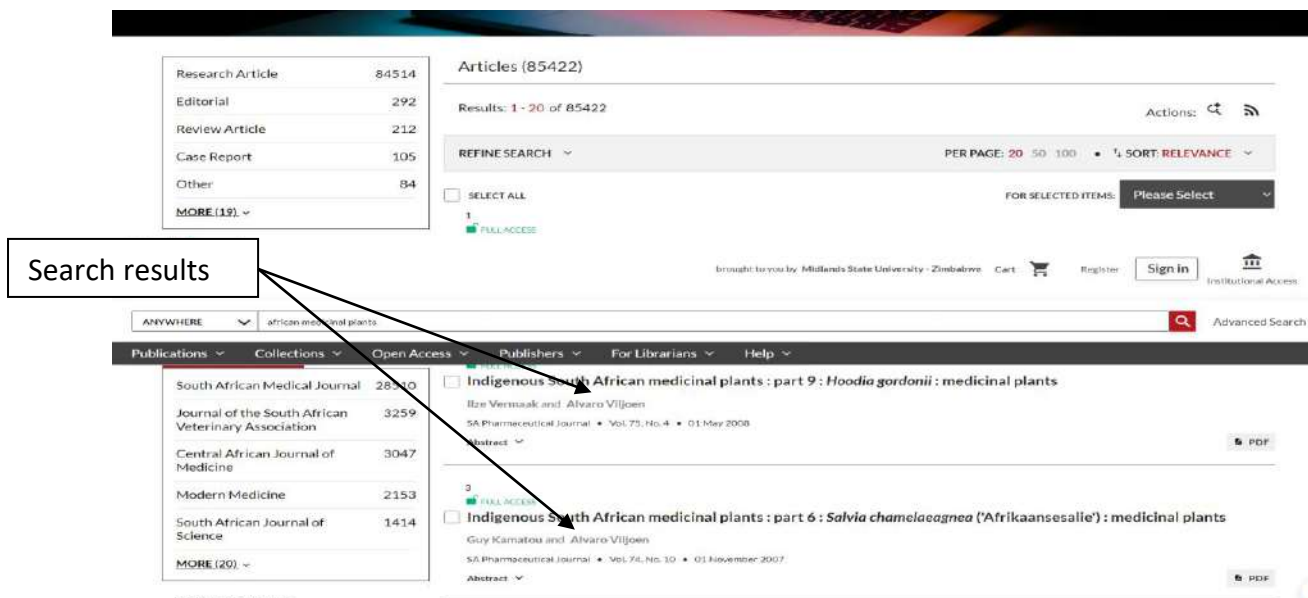 Research Article 84514
Editorial 292
Review Article 212
Case Report 105
Other 84
MORE (19)
Articles (85422)
Results: 1 - 20 of 85422
Actions:
REFINE SEARCH
PER PAGE: 20 50 100 • SORT: RELEVANCE
SELECT ALL
FOR SELECTED ITEMS: Please Select
1
FULL ACCESS
Search results
brought to you by Midlands State University - Zimbabwe Cart Register Sign in
Institutional Access
ANYWHERE african medicinal plants Advanced Search
Publications Collections Open Access Publishers For Librarians Help
South African Medical Journal 28510
Journal of the South African 3259
Veterinary Association
Central African Journal of 3047
Medicine
Modern Medicine 2153
South African Journal of 1414
Science
MORE (20)
Indigenous South African medicinal plants : part 9 : Hoodia gordonii : medicinal plants
Ilze Vermaak and Alvaro Viljoen
SA Pharmaceutical Journal • Vol. 75, No. 4 • 01 May 2008
Abstract
PDF
3
FULL ACCESS
Indigenous South African medicinal plants : part 6 : Salvia chamelaeagnea ('Afrikaansesalie') : medicinal plants
Guy Kamatou and Alvaro Viljoen
SA Pharmaceutical Journal • Vol. 74, No. 10 • 01 November 2007
Abstract
PDF